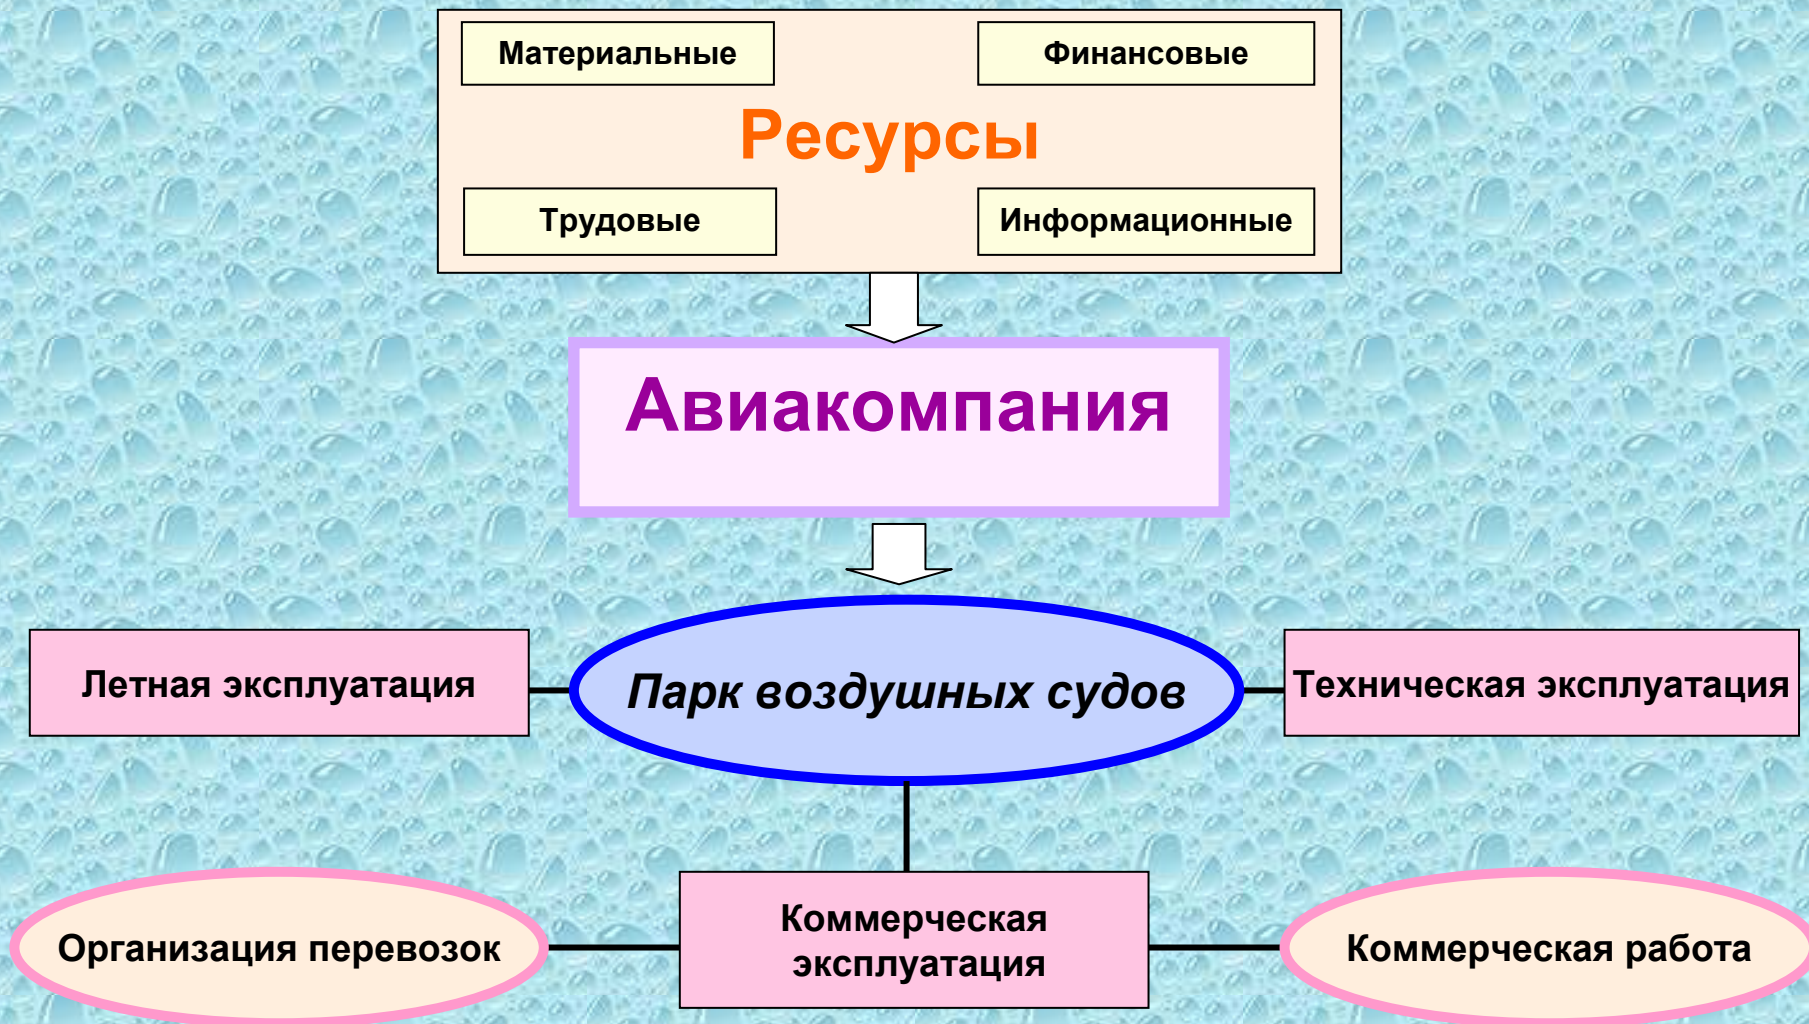 Материальные
Финансовые
Ресурсы
Трудовые
Информационные
Авиакомпания
Летная эксплуатация
Парк воздушных судов
Техническая эксплуатация
Организация перевозок
Коммерческая
эксплуатация
Коммерческая работа